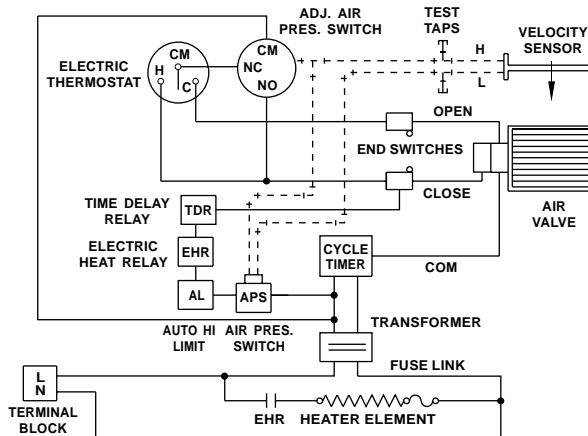 ADJ. AIR
PRES. SWITCH
TEST
TAPS
VELOCITY
SENSOR
ELECTRIC
THERMOSTAT
H
CM
C
CM
NC
NO
H
L
OPEN
END SWITCHES
CLOSE
AIR
VALVE
TIME DELAY
RELAY
TDR
ELECTRIC
HEAT RELAY
EHR
CYCLE
TIMER
COM
AL
APS
AUTO HI
LIMIT
AIR PRES.
SWITCH
TRANSFORMER
FUSE LINK
L
N
TERMINAL
BLOCK
EHR
HEATER ELEMENT